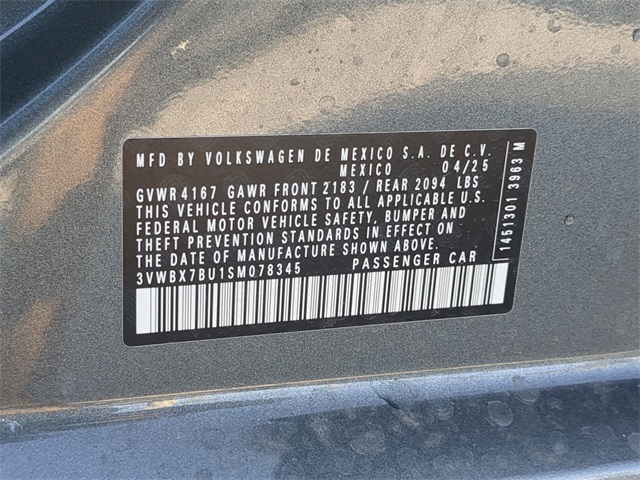 MFD BY VOLKSWAGEN DE MEXICO S.A. DE C.V.
MEXICO 04/25
GVWR 4167 GAWR FRONT 2183 / REAR 2094 LBS
THIS VEHICLE CONFORMS TO ALL APPLICABLE U.S.
FEDERAL MOTOR VEHICLE SAFETY, BUMPER AND
THEFT PREVENTION STANDARDS IN EFFECT ON
THE DATE OF MANUFACTURE SHOWN ABOVE.
3VWBX7BU1SM078345 PASSENGER CAR
1451301 3963 M